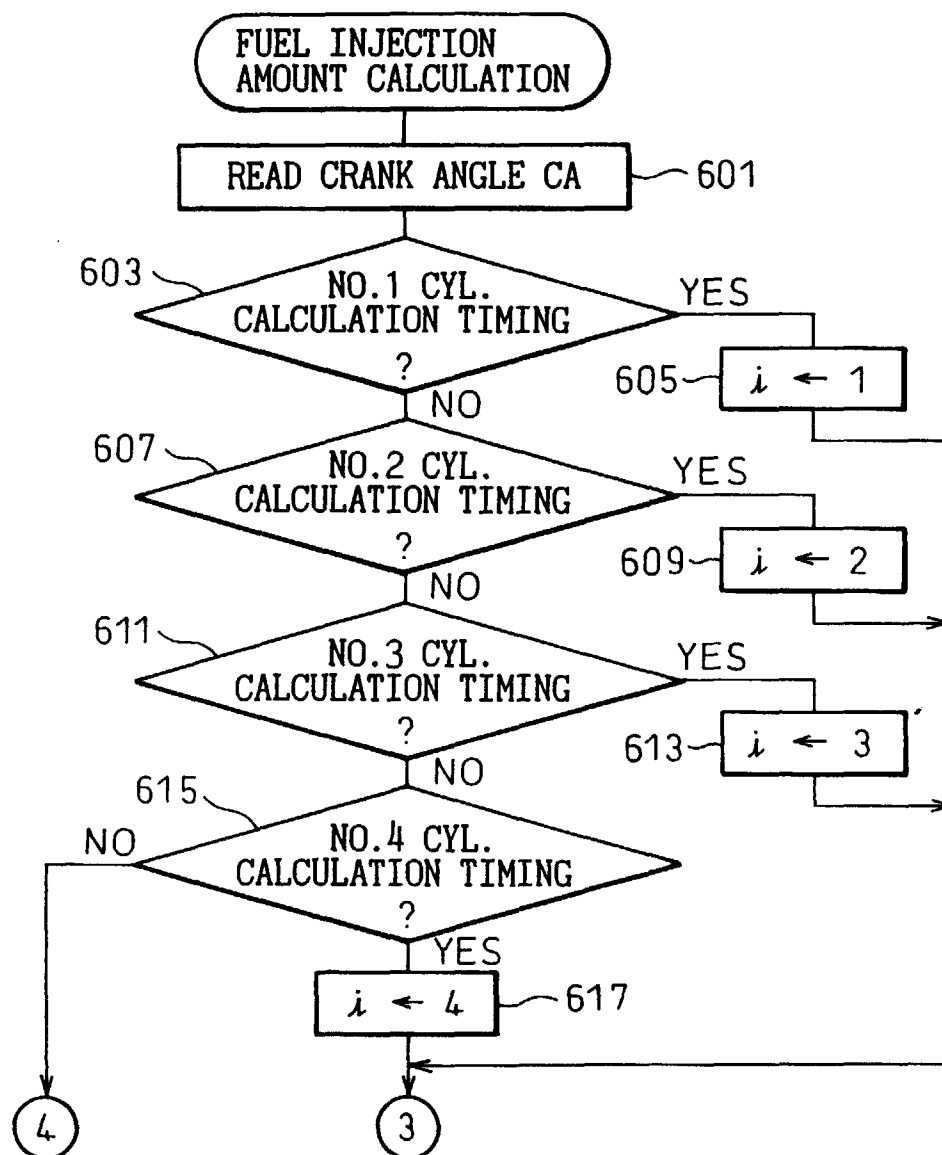 FUEL INJECTION
AMOUNT CALCULATION
READ CRANK ANGLE CA
601
603
NO.1 CYL.
CALCULATION TIMING
?
YES
605
i ← 1
NO
607
NO.2 CYL.
CALCULATION TIMING
?
YES
609
i ← 2
NO
611
NO.3 CYL.
CALCULATION TIMING
?
YES
613
i ← 3
NO
615
NO.4 CYL.
CALCULATION TIMING
?
NO
YES
i ← 4
617
4
3